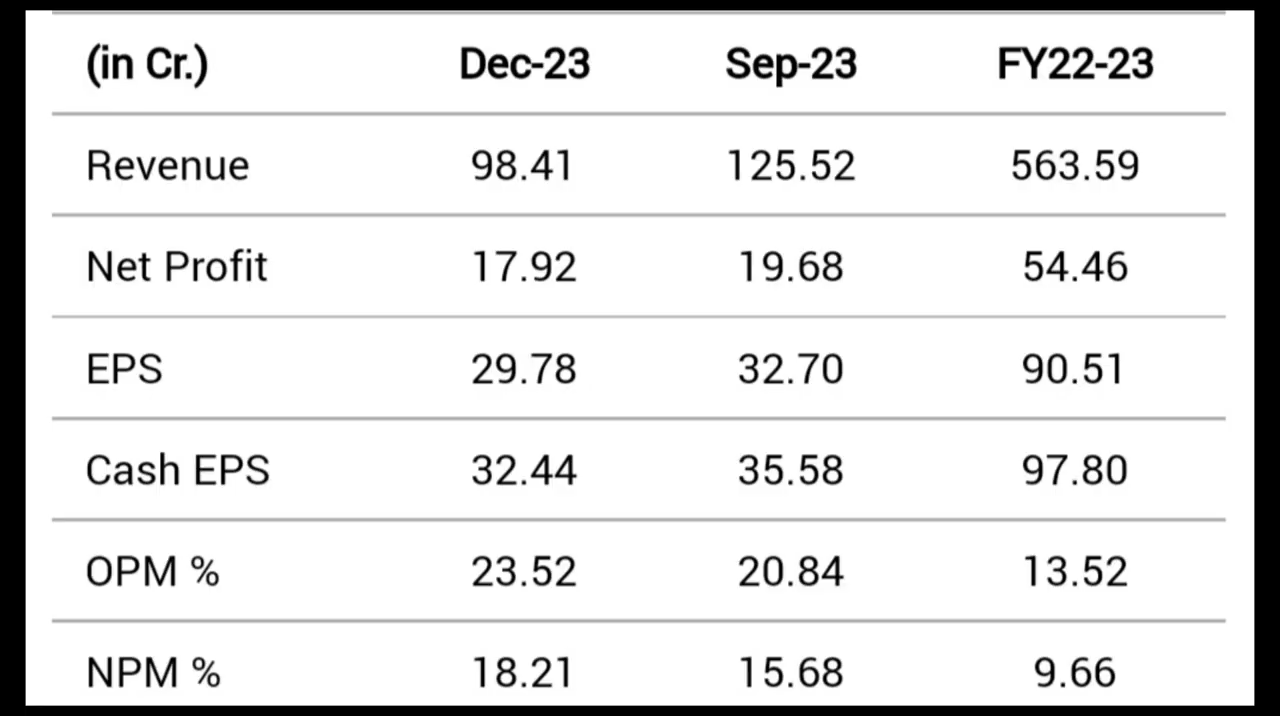 (in Cr.) Dec-23 Sep-23 FY22-23
Revenue 98.41 125.52 563.59
Net Profit 17.92 19.68 54.46
EPS 29.78 32.70 90.51
Cash EPS 32.44 35.58 97.80
OPM % 23.52 20.84 13.52
NPM % 18.21 15.68 9.66